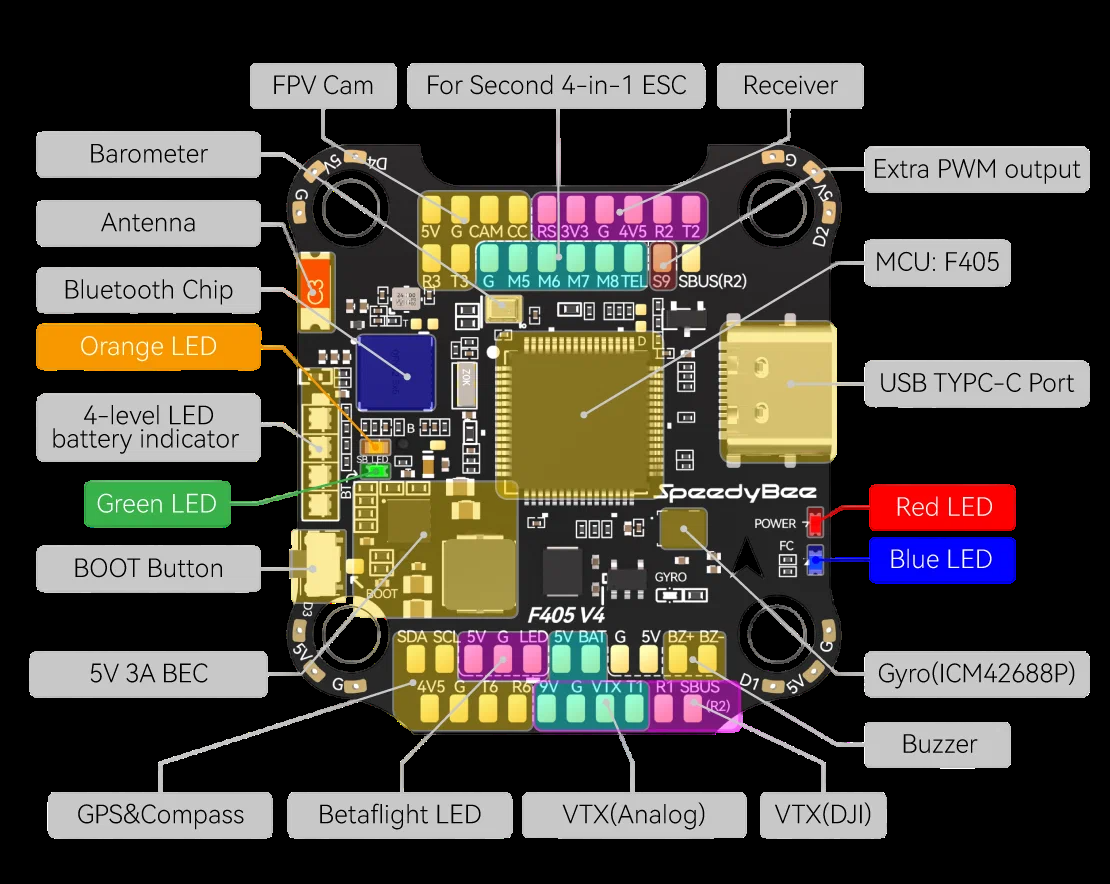 FPV Cam
For Second 4-in-1 ESC
Receiver
Barometer
Extra PWM output
Antenna
MCU: F405
Bluetooth Chip
Orange LED
USB TYPC-C Port
4-level LED
battery indicator
Green LED
Red LED
Blue LED
BOOT Button
5V 3A BEC
Gyro(ICM42688P)
Buzzer
GPS&Compass
Betaflight LED
VTX(Analog)
VTX(DJI)
G 5V D4
G 5V D2
5V G CAM CC RS 3V3 G 4V5 R2 T2
R3 T3 G M5 M6 M7 M8 TEL S9 SBUS(R2)
D
T
ZOK
B
SB LED
BT
SpeedyBee
POWER
FC
GYRO
BOOT
F405 V4
D3 5V G
SDA SCL 5V G LED 5V BAT G 5V BZ+ BZ-
4V5 G T6 R6 9V G VTX T1 R1 SBUS
(R2)
D1 5V G